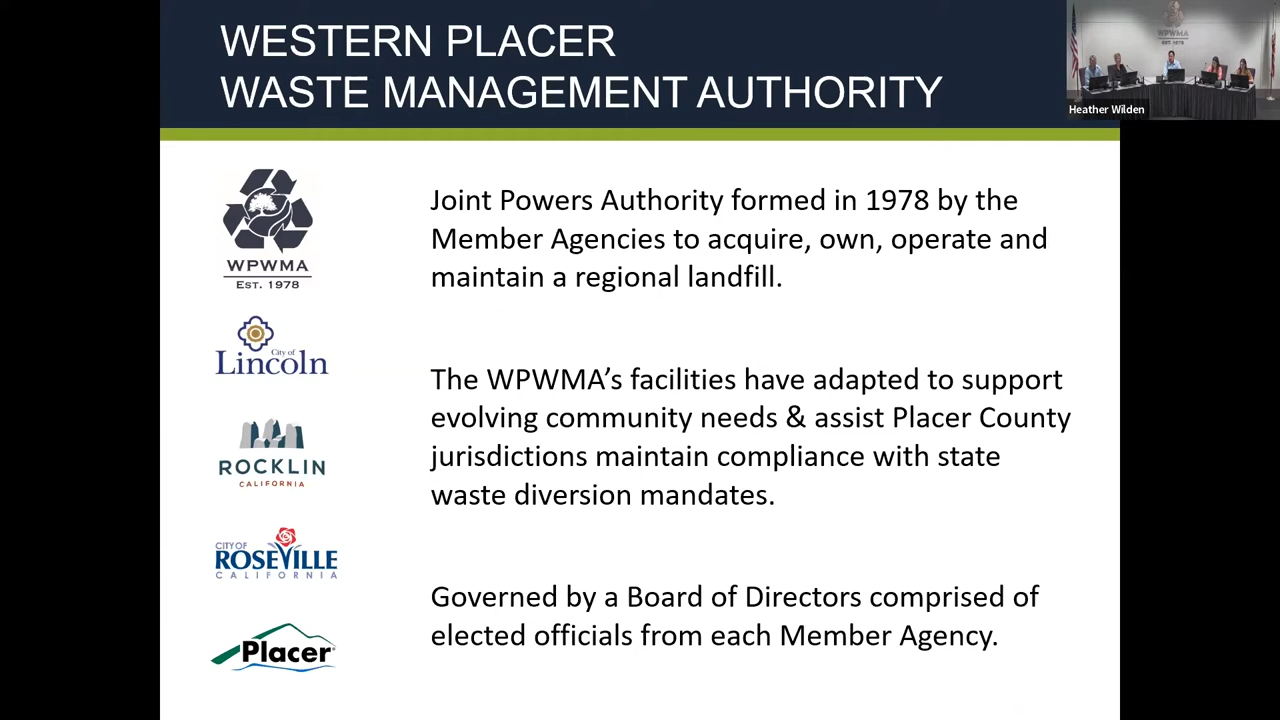 WESTERN PLACER
WASTE MANAGEMENT AUTHORITY
WPWMA
EST. 1978
Heather Wilden
WPWMA
EST. 1978
Joint Powers Authority formed in 1978 by the
Member Agencies to acquire, own, operate and
maintain a regional landfill.
City of
Lincoln
The WPWMA’s facilities have adapted to support
evolving community needs & assist Placer County
jurisdictions maintain compliance with state
waste diversion mandates.
ROCKLIN
CALIFORNIA
CITY OF
ROSEVILLE
CALIFORNIA
Governed by a Board of Directors comprised of
elected officials from each Member Agency.
Placer